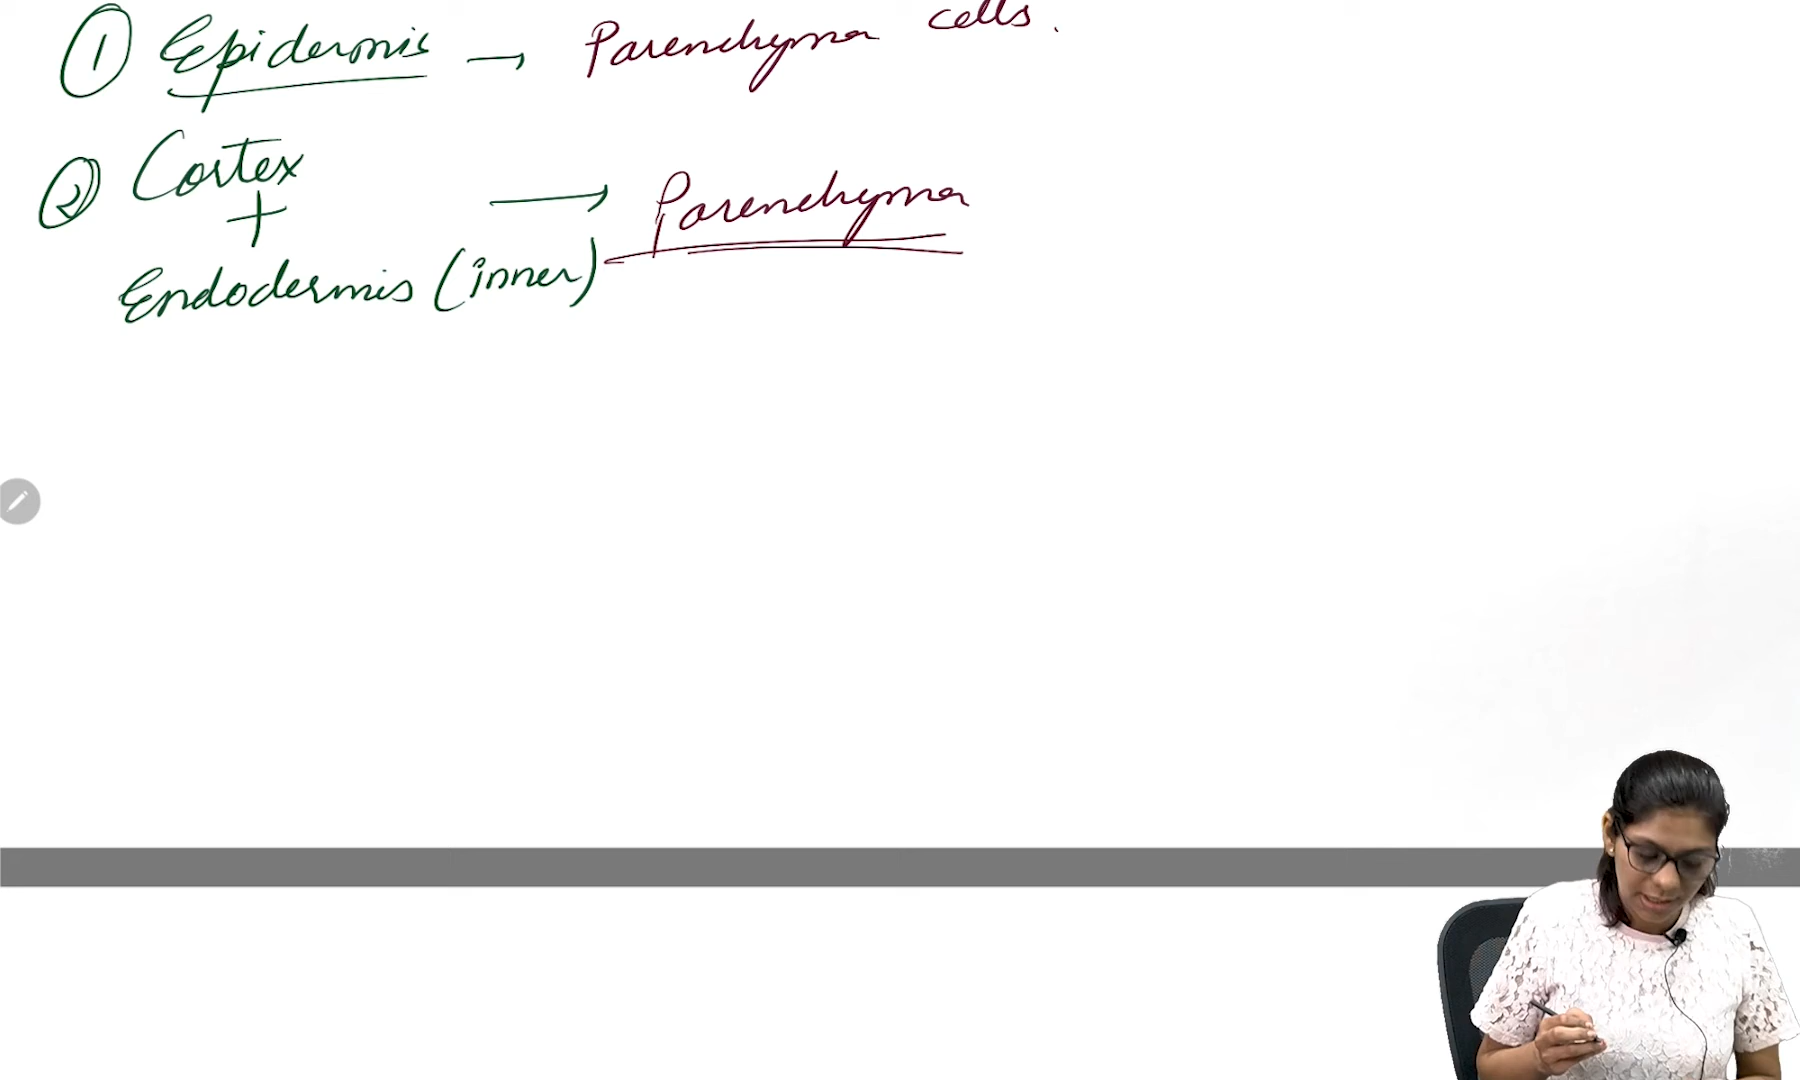 ① Epidermis → Parenchyma cells.
② Cortex
+ → Parenchyma
Endodermis (inner)